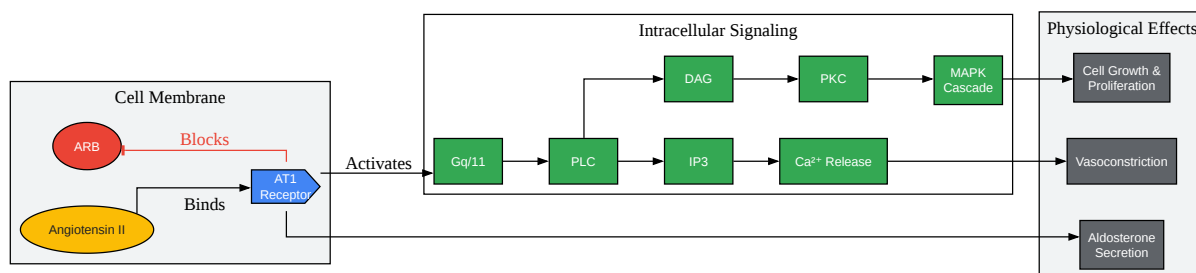 Cell Membrane
ARB
Blocks
AT1
Receptor
Binds
Angiotensin II
Activates
Intracellular Signaling
DAG
PKC
MAPK
Cascade
Gq/11
PLC
IP3
Ca²⁺ Release
Physiological Effects
Cell Growth &
Proliferation
Vasoconstriction
Aldosterone
Secretion